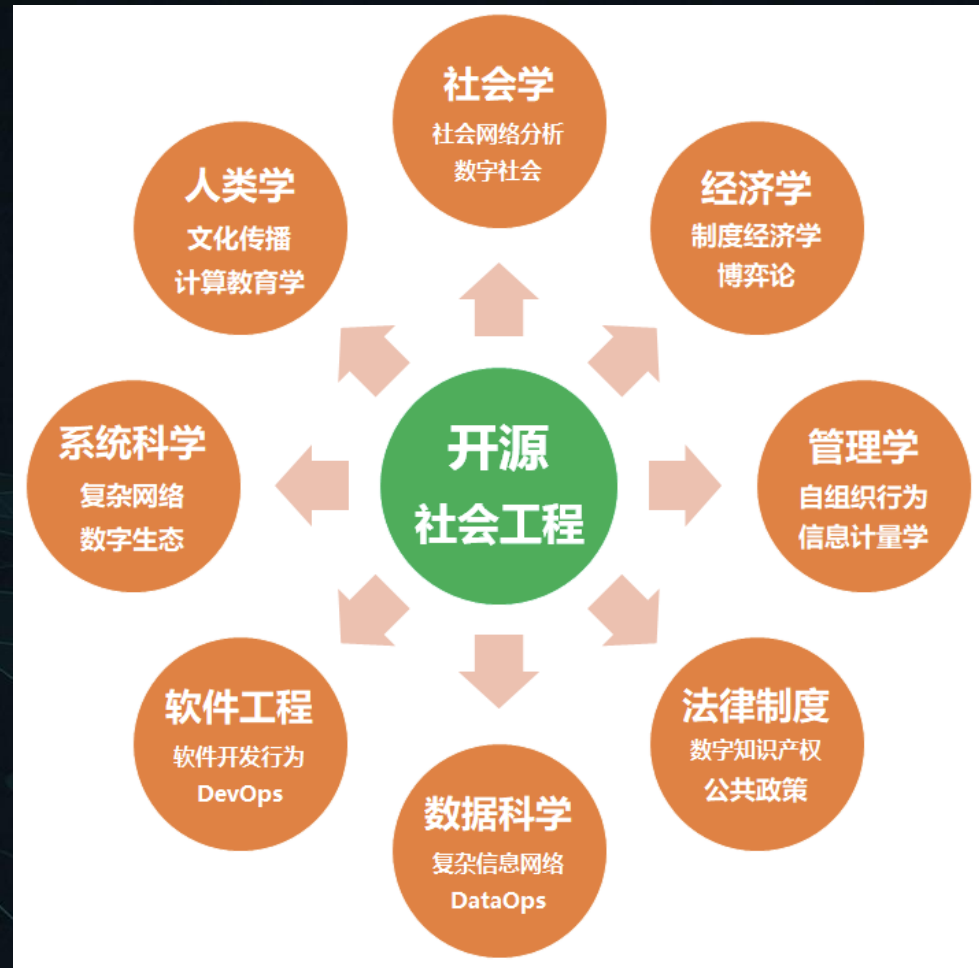 社会学
社会网络分析
数字社会
经济学
制度经济学
博弈论
管理学
自组织行为
信息计量学
法律制度
数字知识产权
公共政策
数据科学
复杂信息网络
DataOps
软件工程
软件开发行为
DevOps
系统科学
复杂网络
数字生态
人类学
文化传播
计算教育学
开源
社会工程